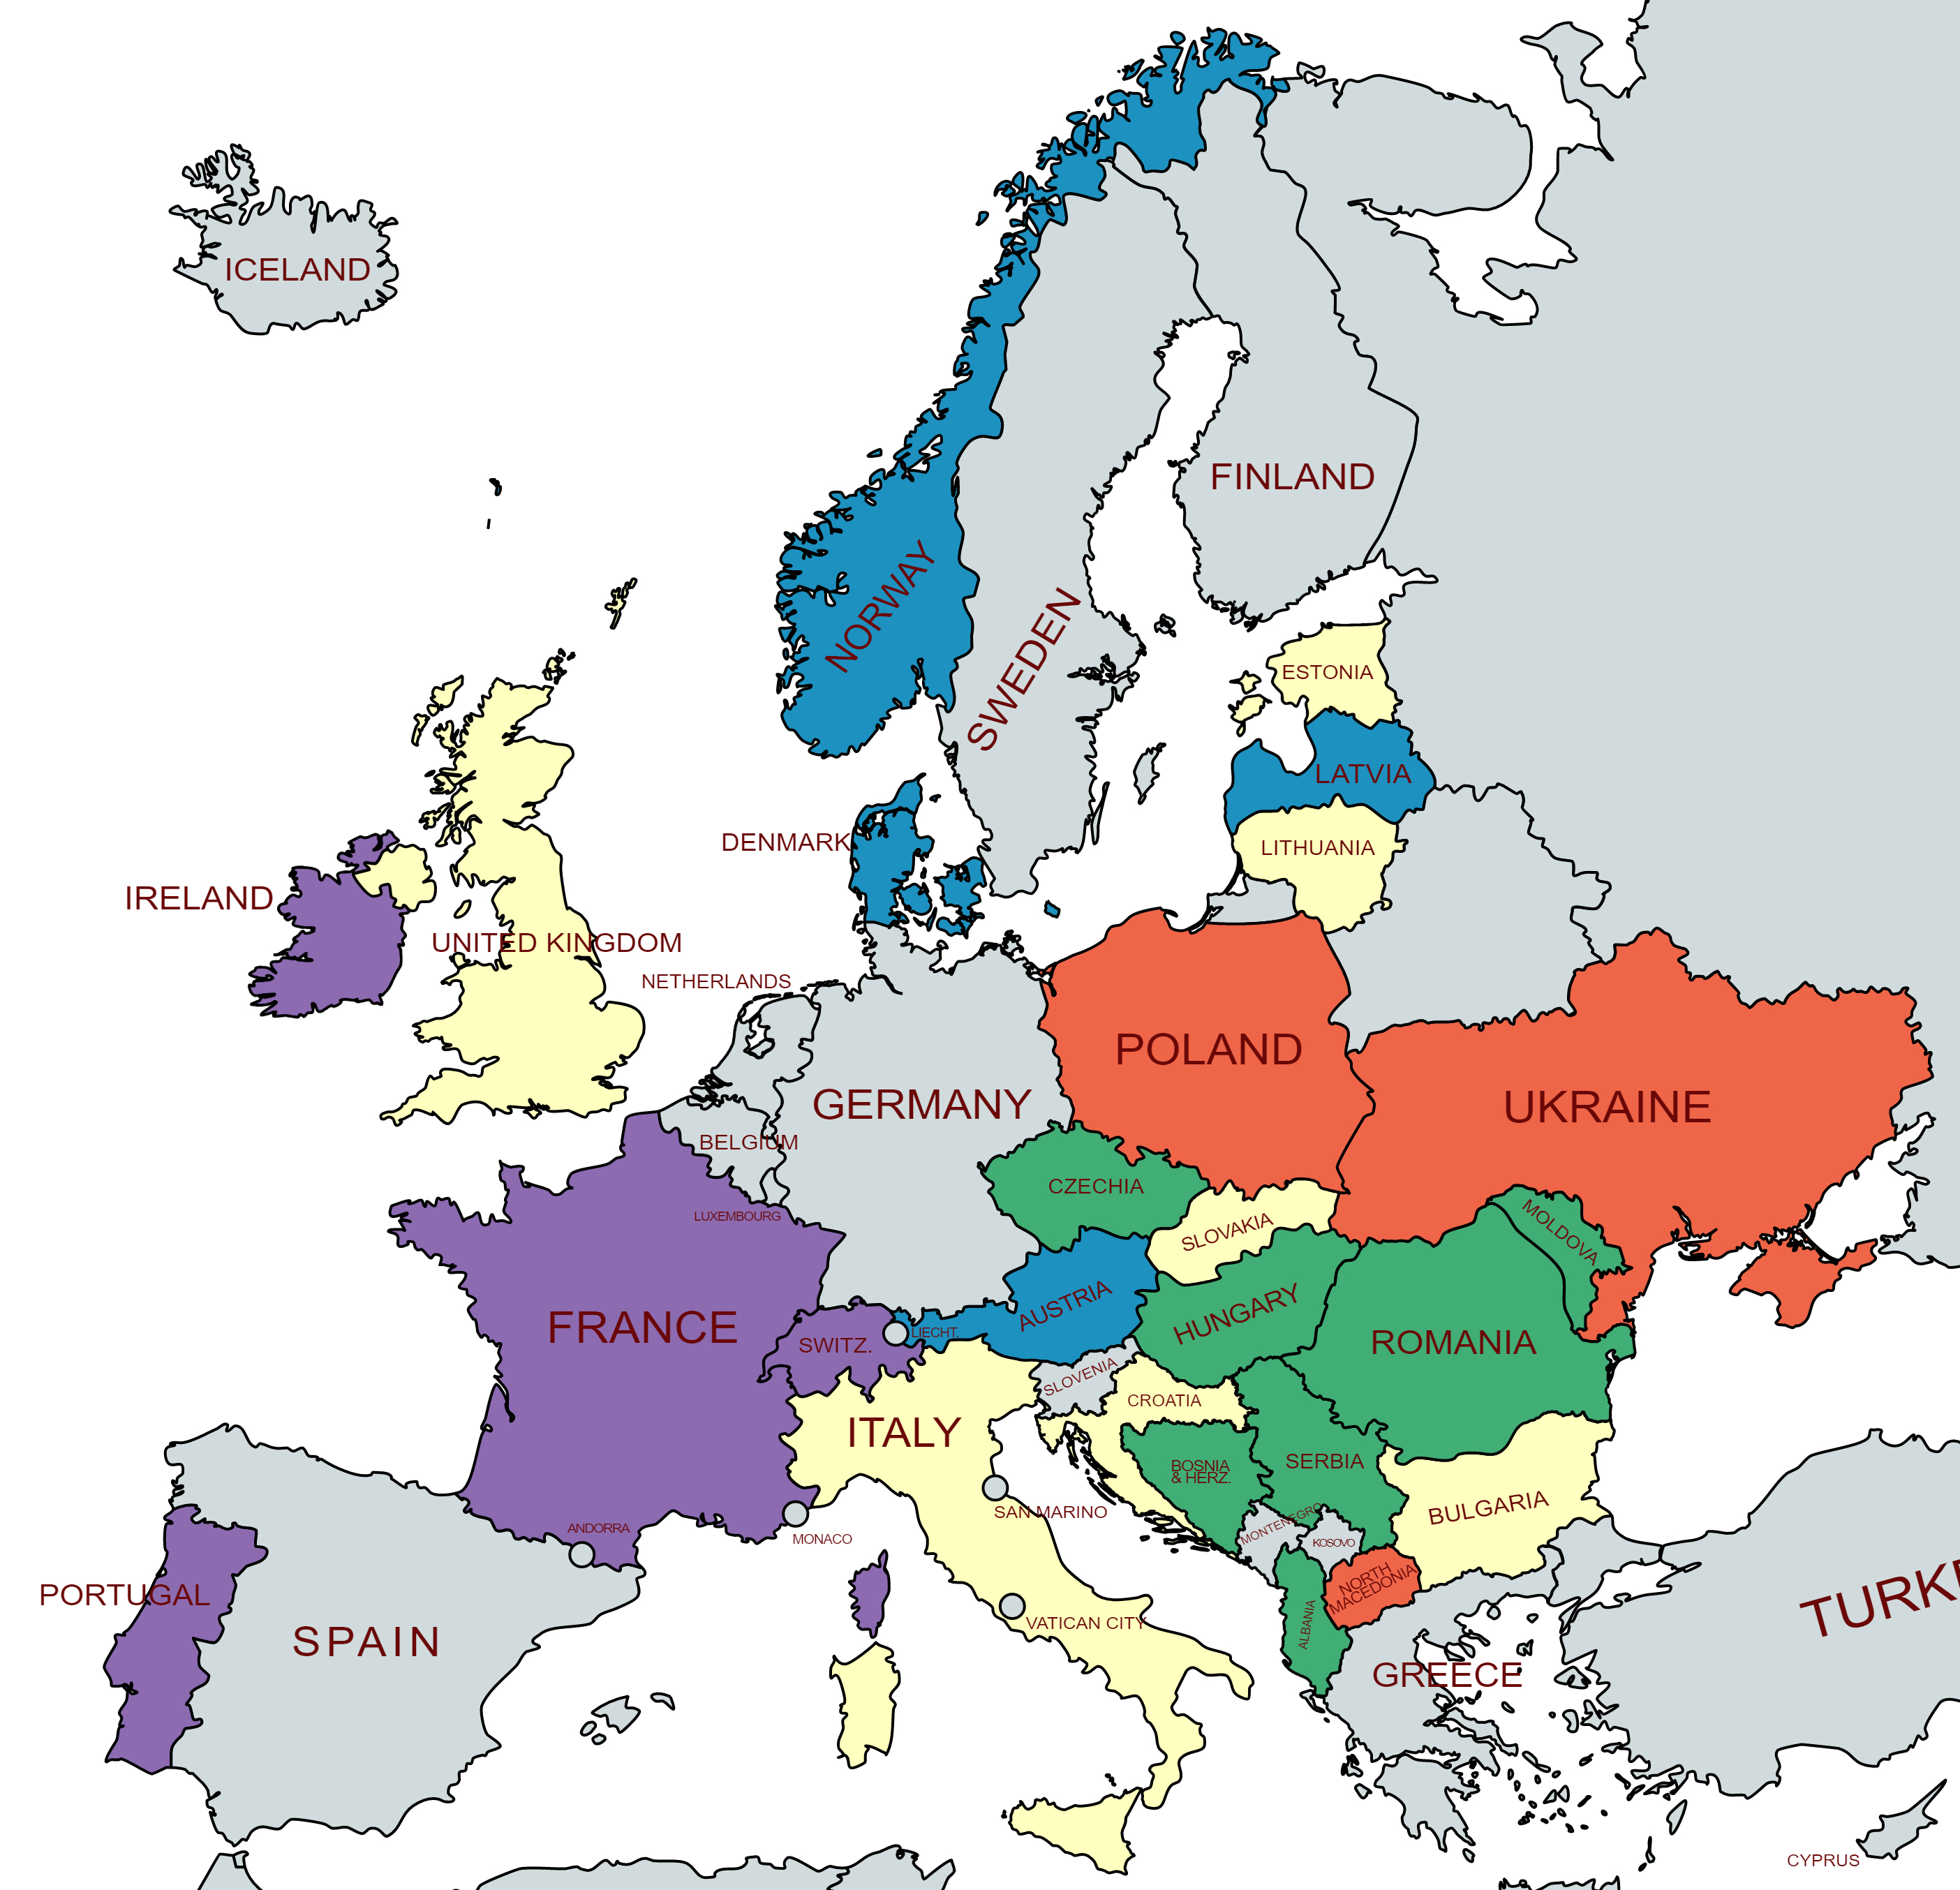 ICELAND
FINLAND
NORWAY
SWEDEN
ESTONIA
LATVIA
DENMARK
LITHUANIA
IRELAND
UNITED KINGDOM
NETHERLANDS
POLAND
GERMANY
UKRAINE
BELGIUM
CZECHIA
LUXEMBOURG
SLOVAKIA
MOLDOVA
FRANCE
AUSTRIA
HUNGARY
SWITZ.
LIECHT.
ROMANIA
SLOVENIA
CROATIA
ITALY
BOSNIA
& HERZ.
SERBIA
BULGARIA
SAN MARINO
MONTENEGRO
ANDORRA
MONACO
KOSOVO
NORTH
MACEDONIA
PORTUGAL
SPAIN
VATICAN CITY
ALBANIA
GREECE
TURKE
CYPRUS